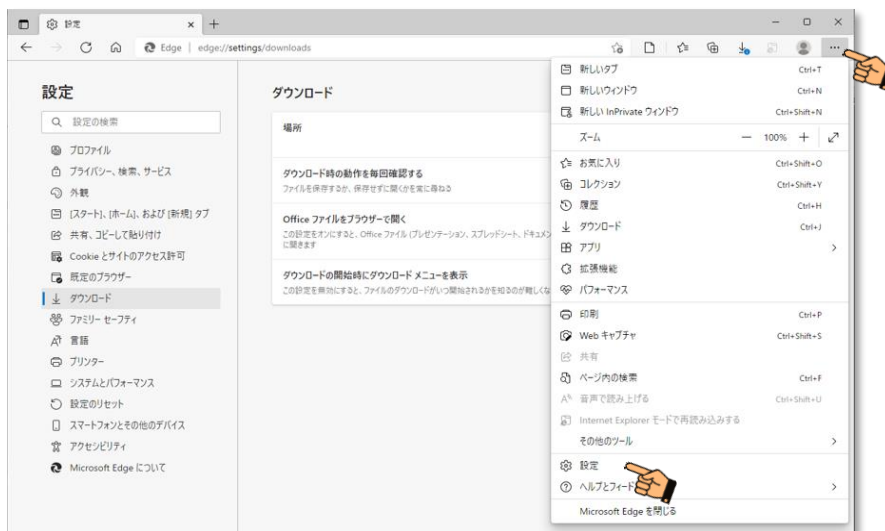 設定
Edge | edge://settings/downloads
設定
設定の検索
プロファイル
プライバシー、検索、サービス
外観
[スタート]、[ホーム]、および [新規] タブ
共有、コピーして貼り付け
Cookie とサイトのアクセス許可
既定のブラウザー
ダウンロード
ファミリー セーフティ
言語
プリンター
システムとパフォーマンス
設定のリセット
スマートフォンとその他のデバイス
アクセシビリティ
Microsoft Edge について
ダウンロード
場所
ダウンロード時の動作を毎回確認する
ファイルを保存するか、保存せずに開くかを常に尋ねる
Office ファイルをブラウザーで開く
この設定をオンにすると、Office ファイル (プレゼンテーション、スプレッドシート、ドキュメン
に開きます
ダウンロードの開始時にダウンロード メニューを表示
この設定を無効にすると、ファイルのダウンロードがいつ開始されるかを知るのが難しくな
新しいタブ Ctrl+T
新しいウィンドウ Ctrl+N
新しい InPrivate ウィンドウ Ctrl+Shift+N
ズーム — 100% +
お気に入り Ctrl+Shift+O
コレクション Ctrl+Shift+Y
履歴 Ctrl+H
ダウンロード Ctrl+J
アプリ
拡張機能
パフォーマンス
印刷 Ctrl+P
Web キャプチャ Ctrl+Shift+S
共有
ページ内の検索 Ctrl+F
音声で読み上げる Ctrl+Shift+U
Internet Explorer モードで再読み込みする
その他のツール
設定
ヘルプとフィード
Microsoft Edge を閉じる